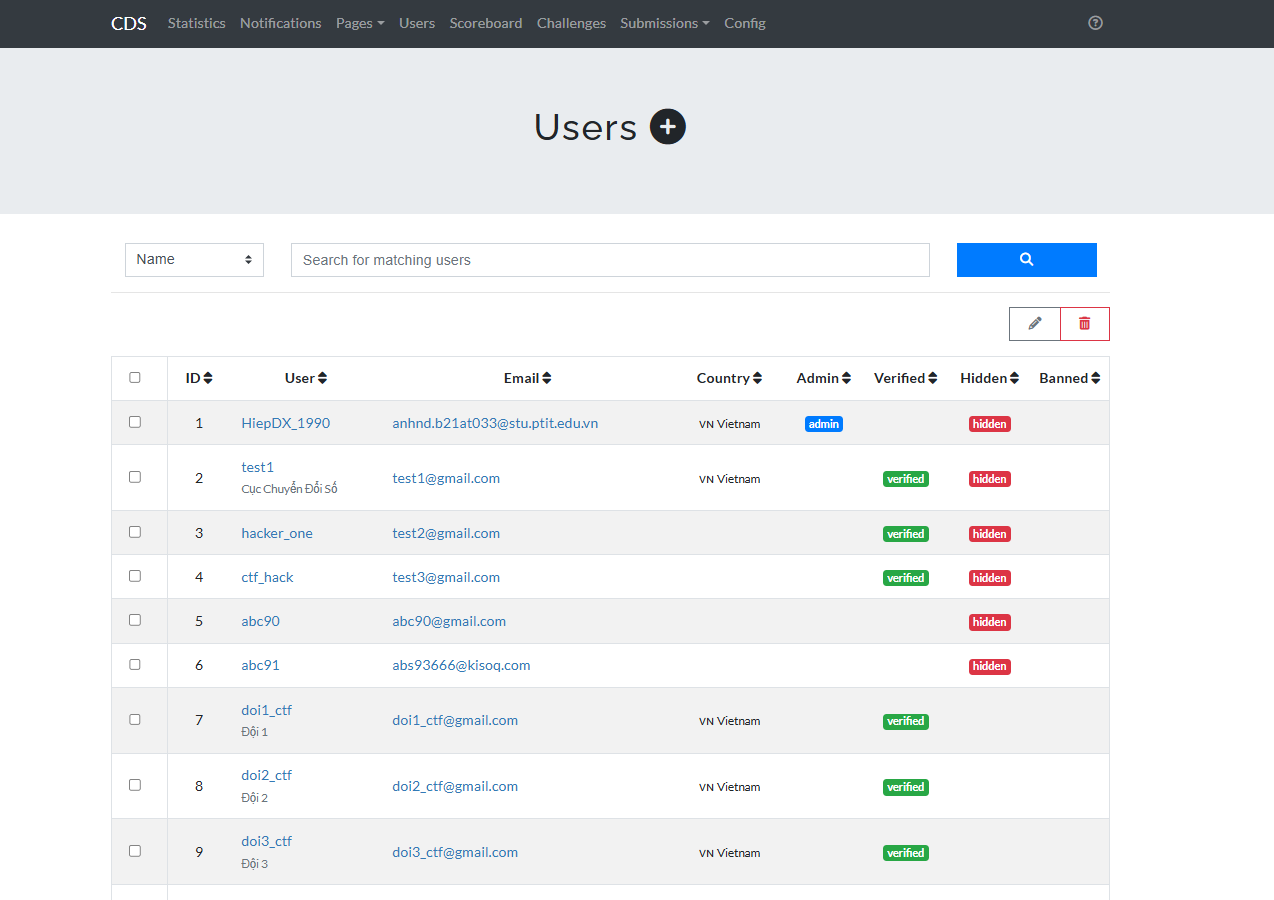 CDS Statistics Notifications Pages Users Scoreboard Challenges Submissions Config
Users
Name Search for matching users
ID User Email Country Admin Verified Hidden Banned
1 HiepDX_1990 anhnd.b21at033@stu.ptit.edu.vn VN Vietnam admin hidden
2 test1 test1@gmail.com VN Vietnam verified hidden
Cục Chuyển Đổi Số
3 hacker_one test2@gmail.com verified hidden
4 ctf_hack test3@gmail.com verified hidden
5 abc90 abc90@gmail.com hidden
6 abc91 abs93666@kisoq.com hidden
7 doi1_ctf doi1_ctf@gmail.com VN Vietnam verified
Đội 1
8 doi2_ctf doi2_ctf@gmail.com VN Vietnam verified
Đội 2
9 doi3_ctf doi3_ctf@gmail.com VN Vietnam verified
Đội 3